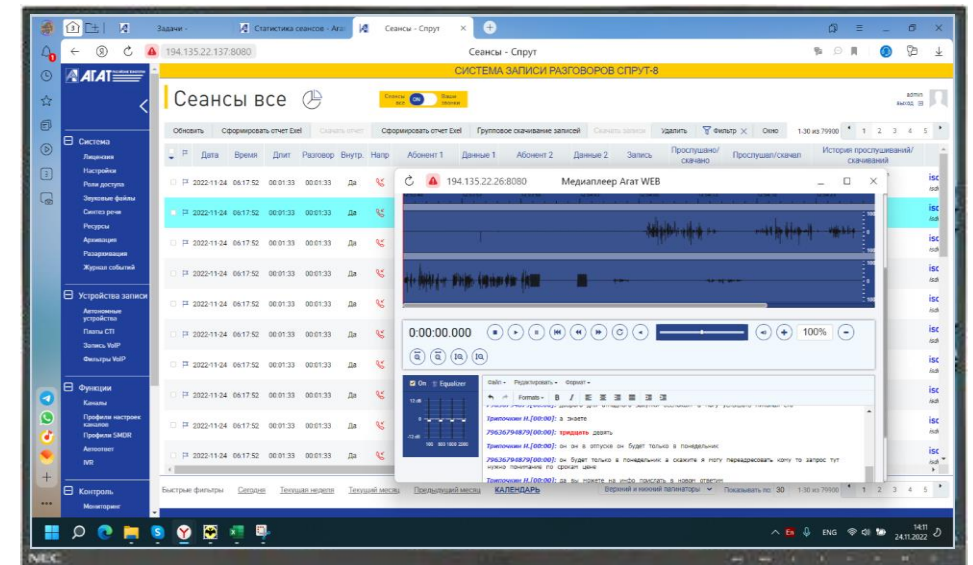 Задачи -
Статистика сеансов - Агат
Сеансы - Спрут
194.135.22.137:8080
Сеансы - Спрут
АГАТ
СИСТЕМА ЗАПИСИ РАЗГОВОРОВ СПРУТ-8
Сеансы все
Сеансы все
ON
Ваши звонки
admin
выход
Обновить Сформировать отчет Exel Скачать отчет Сформировать отчет Exel Групповое скачивание записей Скачать запись Удалить Фильтр Окно 1-30 из 79900 1 2 3 4 5
Дата Время Длит Разговор Внутр. Напр Абонент 1 Данные 1 Абонент 2 Данные 2 Запись Прослушано/скачано Прослушал/скачал История прослушиваний/скачиваний
Система
Лицензия
Настройки
Роли доступа
Звуковые файлы
Синтез речи
Ресурсы
Архивация
Разархивация
Журнал событий
Устройства записи
Автономные
устройства
Платы CTI
Запись VoIP
Фильтры VoIP
Функции
Каналы
Профили настроек
каналов
Профили SMDR
Автоответ
IVR
Контроль
Мониторинг
2022-11-24 06:17:52 00:01:33 00:01:33 Да
2022-11-24 06:17:52 00:01:33 00:01:33 Да
2022-11-24 06:17:52 00:01:33 00:01:33 Да
2022-11-24 06:17:52 00:01:33 00:01:33 Да
2022-11-24 06:17:52 00:01:33 00:01:33 Да
2022-11-24 06:17:52 00:01:33 00:01:33 Да
2022-11-24 06:17:52 00:01:33 00:01:33 Да
2022-11-24 06:17:52 00:01:33 00:01:33 Да
2022-11-24 06:17:52 00:01:33 00:01:33 Да
2022-11-24 06:17:52 00:01:33 00:01:33 Да
194.135.22.26:8080 Медиаплеер Агат WEB
0:00:00.000
100%
On Equalizer
Файл Редактировать Формат
Formats B I
Трипочкин Н.[00:00]: а знаете
79636794879[00:00]: тридцать девять
Трипочкин Н.[00:00]: он он в отпуске он будет только в понедельник
79636794879[00:00]: он будет только в понедельник а скажите я могу переадресовать кому то запрос тут
нужно понимание по срокам цене
Трипочкин Н.[00:00]: да вы можете на инфо прислать а новая ответим
Быстрые фильтры Сегодня Текущая неделя Текущий месяц Предыдущий месяц КАЛЕНДАРЬ Верхний и нижний пагинаторы Показывать по: 30 1-30 из 79900 1 2 3 4 5
ENG
14:11
24.11.2022
NEC